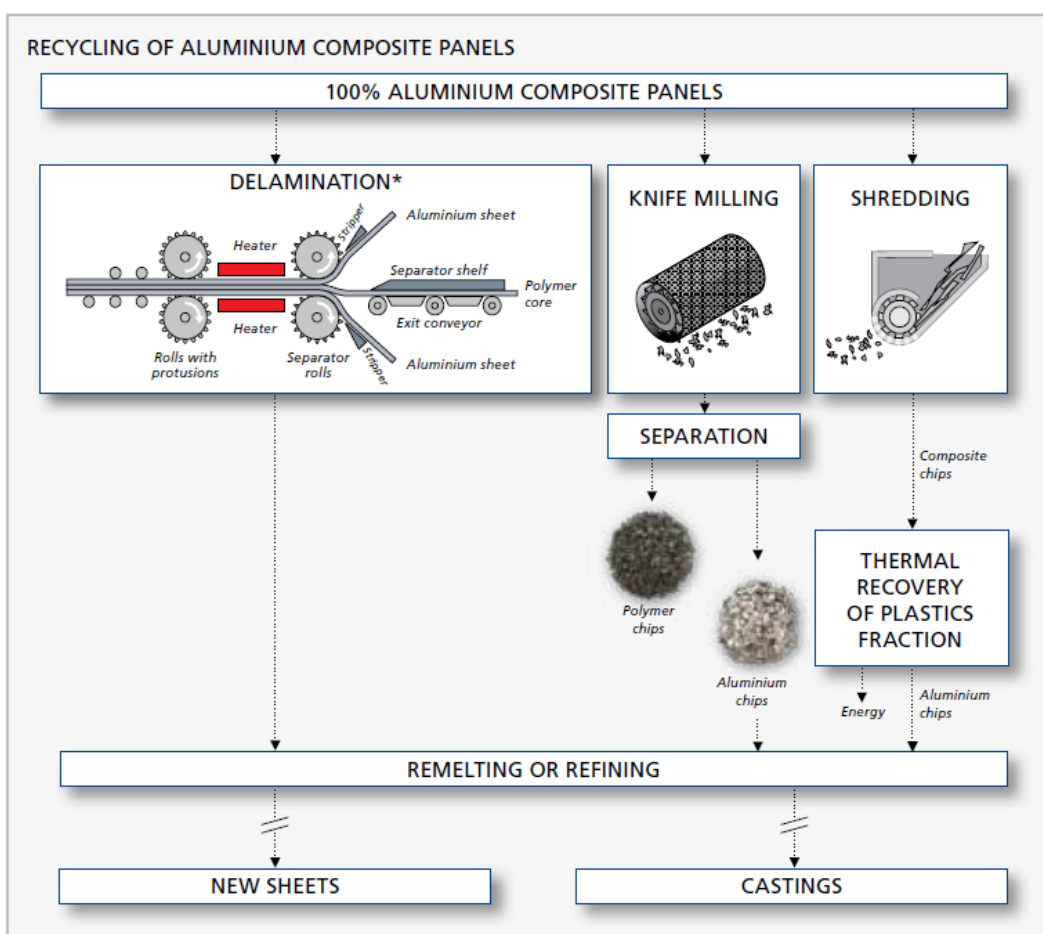 RECYCLING OF ALUMINIUM COMPOSITE PANELS
100% ALUMINIUM COMPOSITE PANELS
DELAMINATION*
Heater
Stripper
Aluminium sheet
Separator shelf
Polymer
core
Exit conveyor
Heater
Rolls with
protusions
Separator
rolls
Stripper
Aluminium sheet
KNIFE MILLING
SHREDDING
SEPARATION
Composite
chips
Polymer
chips
Aluminium
chips
THERMAL
RECOVERY
OF PLASTICS
FRACTION
Energy
Aluminium
chips
REMELTING OR REFINING
NEW SHEETS
CASTINGS